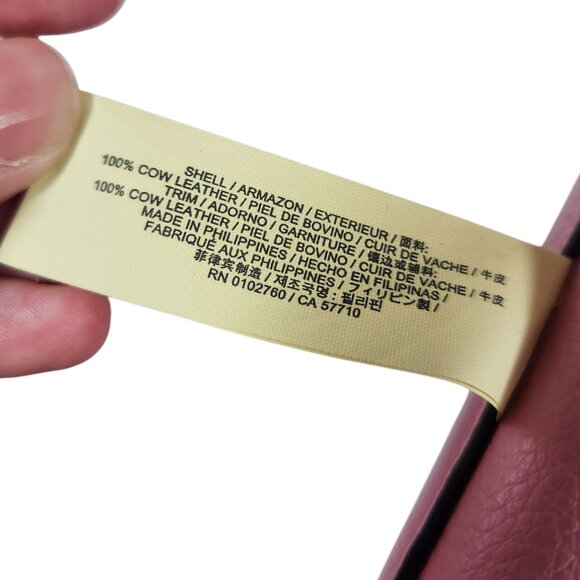 SHELL / ARMAZON / EXTERIEUR / 面料:
100% COW LEATHER / PIEL DE BOVINO / CUIR DE VACHE / 牛皮
TRIM / ADORNO / GARNITURE / 镶边或辅料:
100% COW LEATHER / PIEL DE BOVINO / CUIR DE VACHE / 牛皮
MADE IN PHILIPPINES / HECHO EN FILIPINAS /
FABRIQUE AUX PHILIPPINES / フィリピン製 /
菲律宾制造 / 제조국명 : 필리핀
RN 0102760 / CA 57710